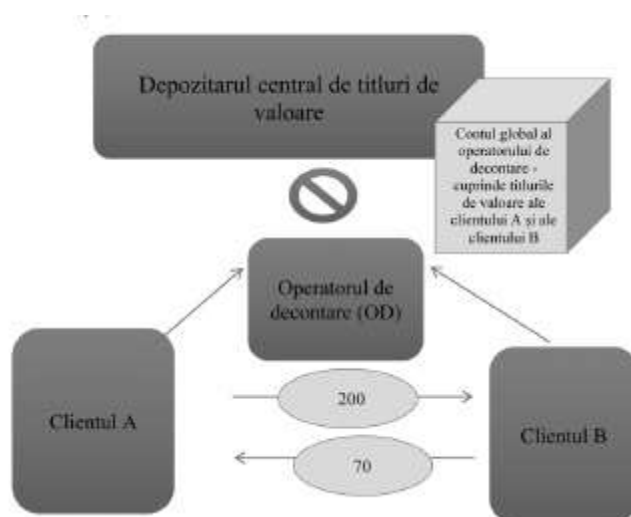 Depozitarul central de titluri de
valoare
Contul global al
operatorului de
decontare -
cuprinde titlurile
de valoare ale
clientului A și ale
clientului B
Operatorul de
decontare (OD)
Clientul A
200
Clientul B
70